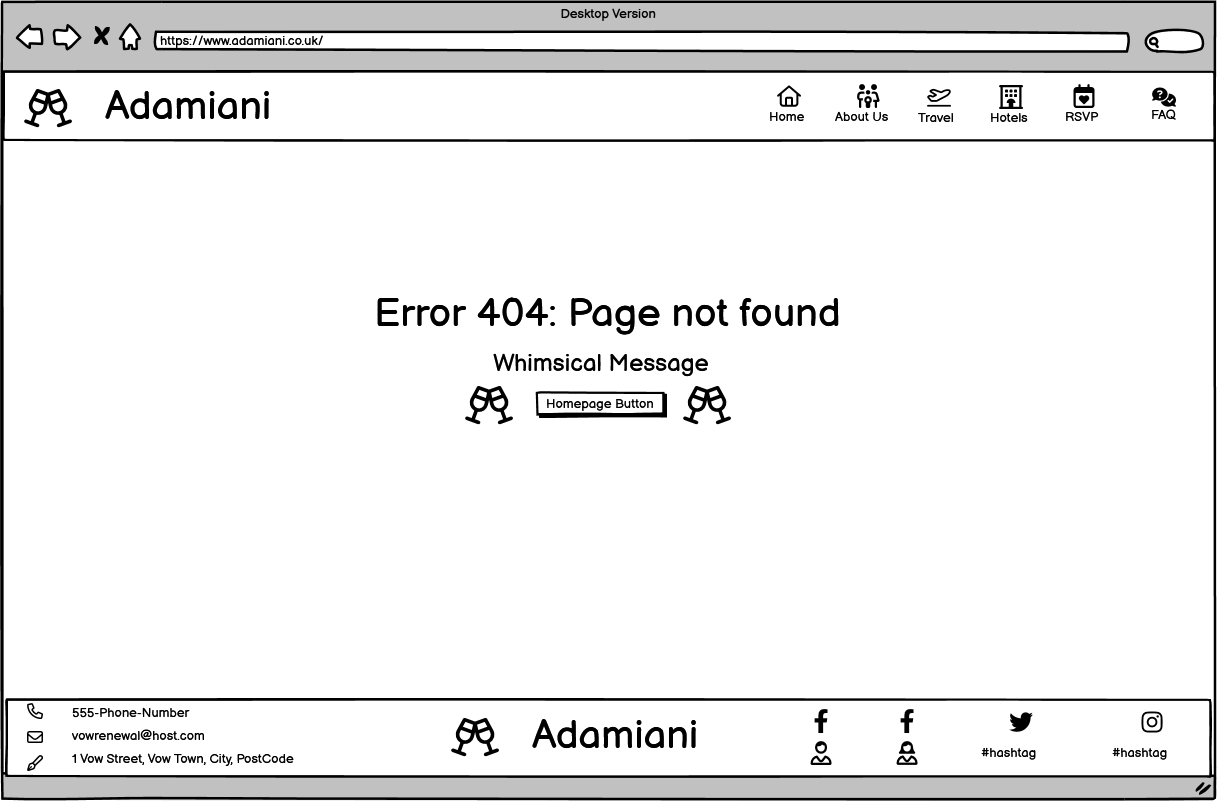 Desktop Version
https://www.adamiani.co.uk/
Adamiani
Home
About Us
Travel
Hotels
RSVP
FAQ
Error 404: Page not found
Whimsical Message
Homepage Button
555-Phone-Number
vowrenewal@host.com
1 Vow Street, Vow Town, City, PostCode
Adamiani
#hashtag
#hashtag